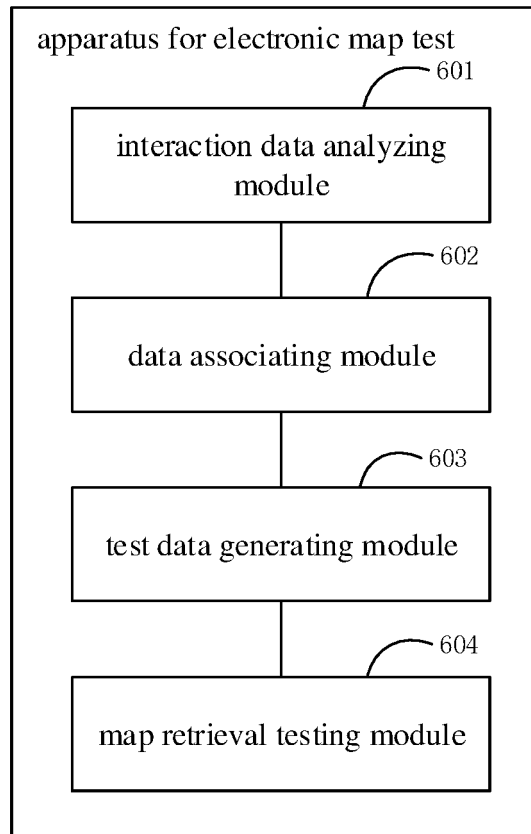 apparatus for electronic map test
601
interaction data analyzing
module
602
data associating module
603
test data generating module
604
map retrieval testing module